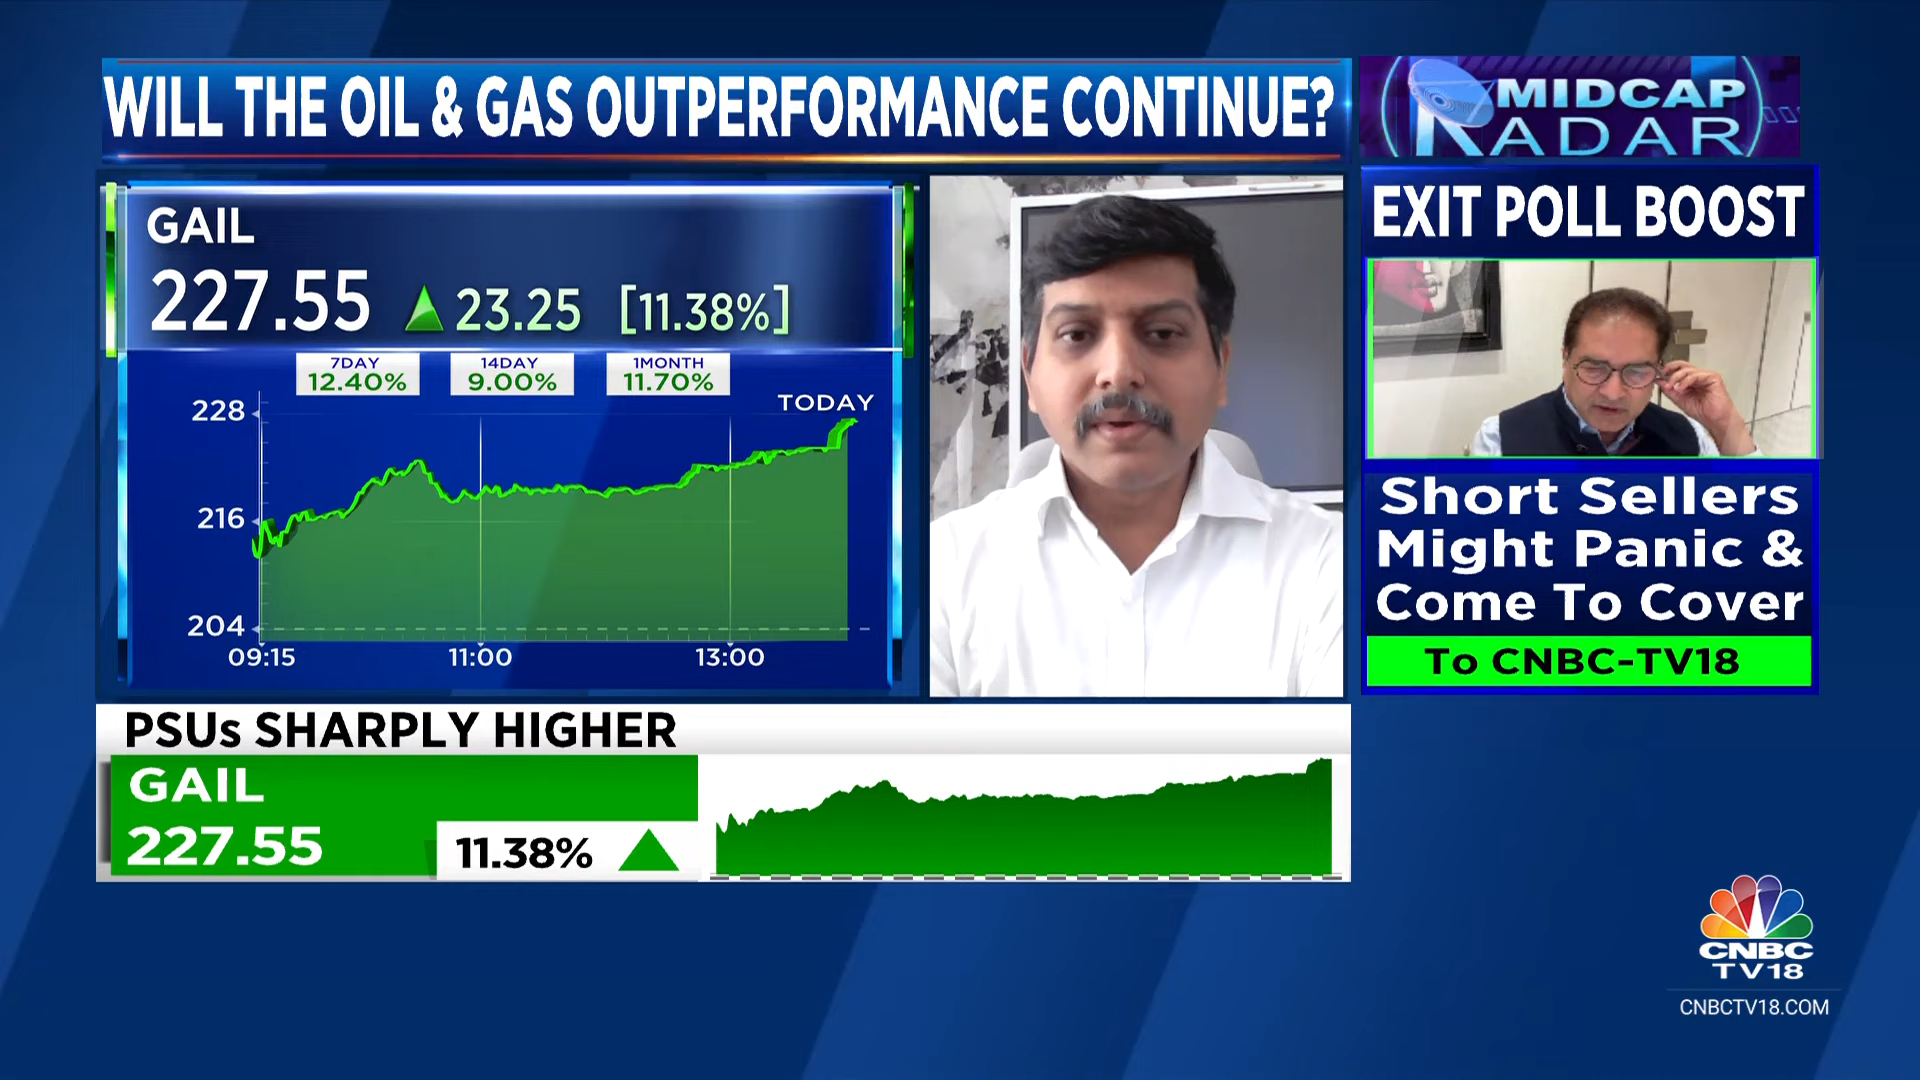 WILL THE OIL & GAS OUTPERFORMANCE CONTINUE?
MIDCAP
RADAR
GAIL
227.55 ▲ 23.25 [11.38%]
7DAY
12.40%
14DAY
9.00%
1MONTH
11.70%
TODAY
228
216
204
09:15 11:00 13:00
EXIT POLL BOOST
Short Sellers
Might Panic &
Come To Cover
To CNBC-TV18
PSUs SHARPLY HIGHER
GAIL
227.55
11.38% ▲
CNBC
TV18
CNBCTV18.COM